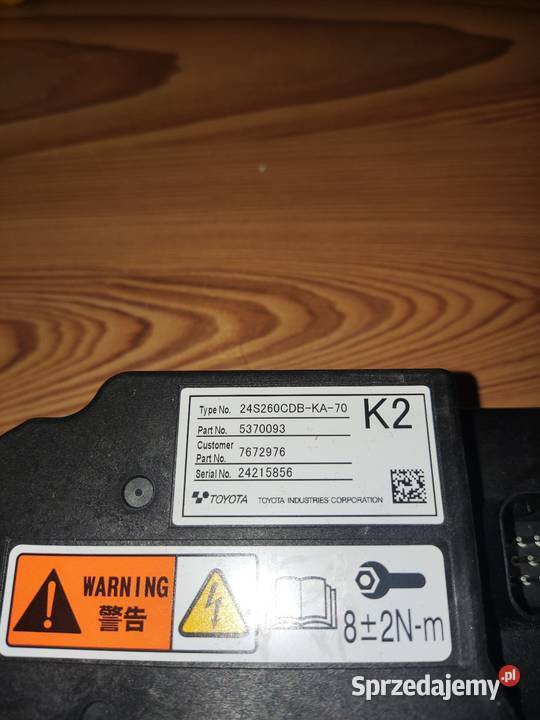 Type No. 24S260CDB-KA-70
K2
Part No. 5370093
Customer
Part No. 7672976
Serial No. 24215856
TOYOTA TOYOTA INDUSTRIES CORPORATION
WARNING
警告
8±2N-m
Sprzedajemy.pl